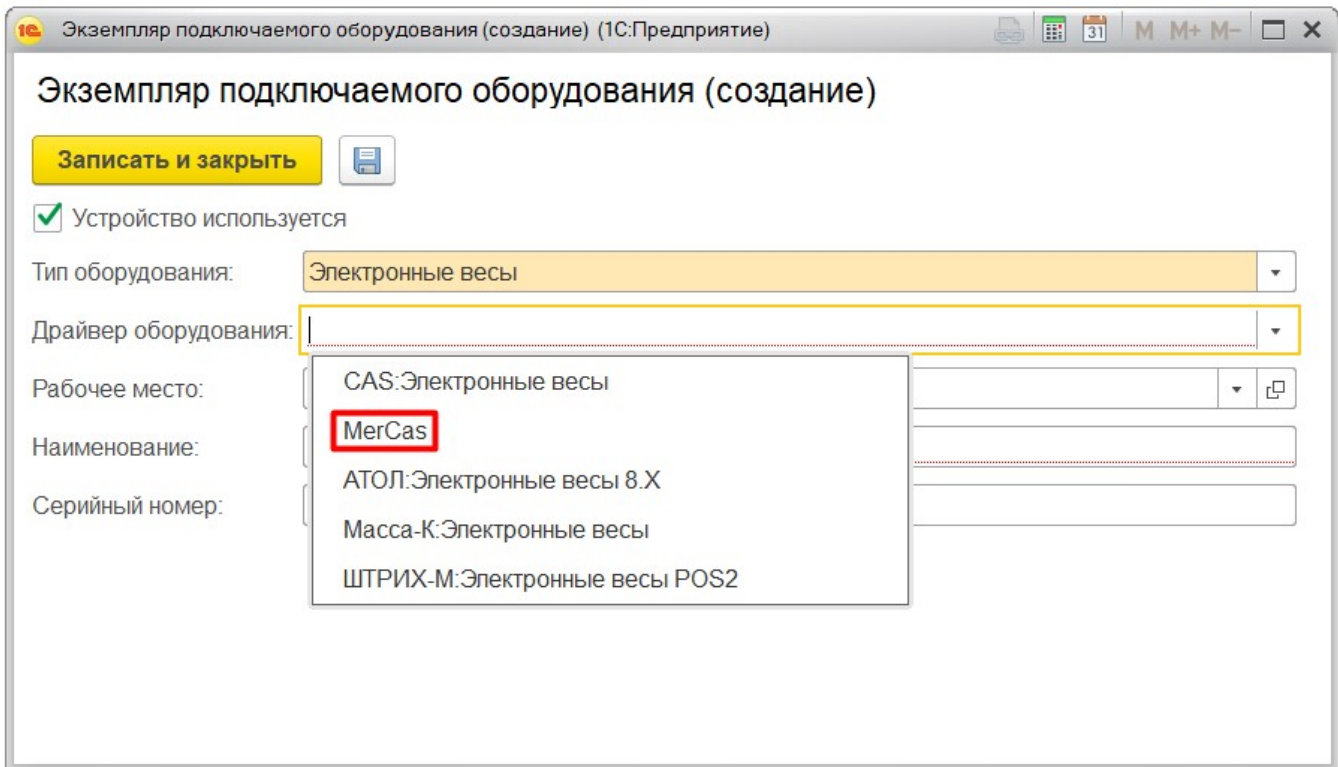 1С Экземпляр подключаемого оборудования (создание) (1С:Предприятие) 31 M M+ M-
Экземпляр подключаемого оборудования (создание)
Записать и закрыть
Устройство используется
Тип оборудования: Электронные весы
Драйвер оборудования:
CAS:Электронные весы
Рабочее место:
MerCas
Наименование:
АТОЛ:Электронные весы 8.X
Серийный номер:
Масса-К:Электронные весы
ШТРИХ-М:Электронные весы POS2